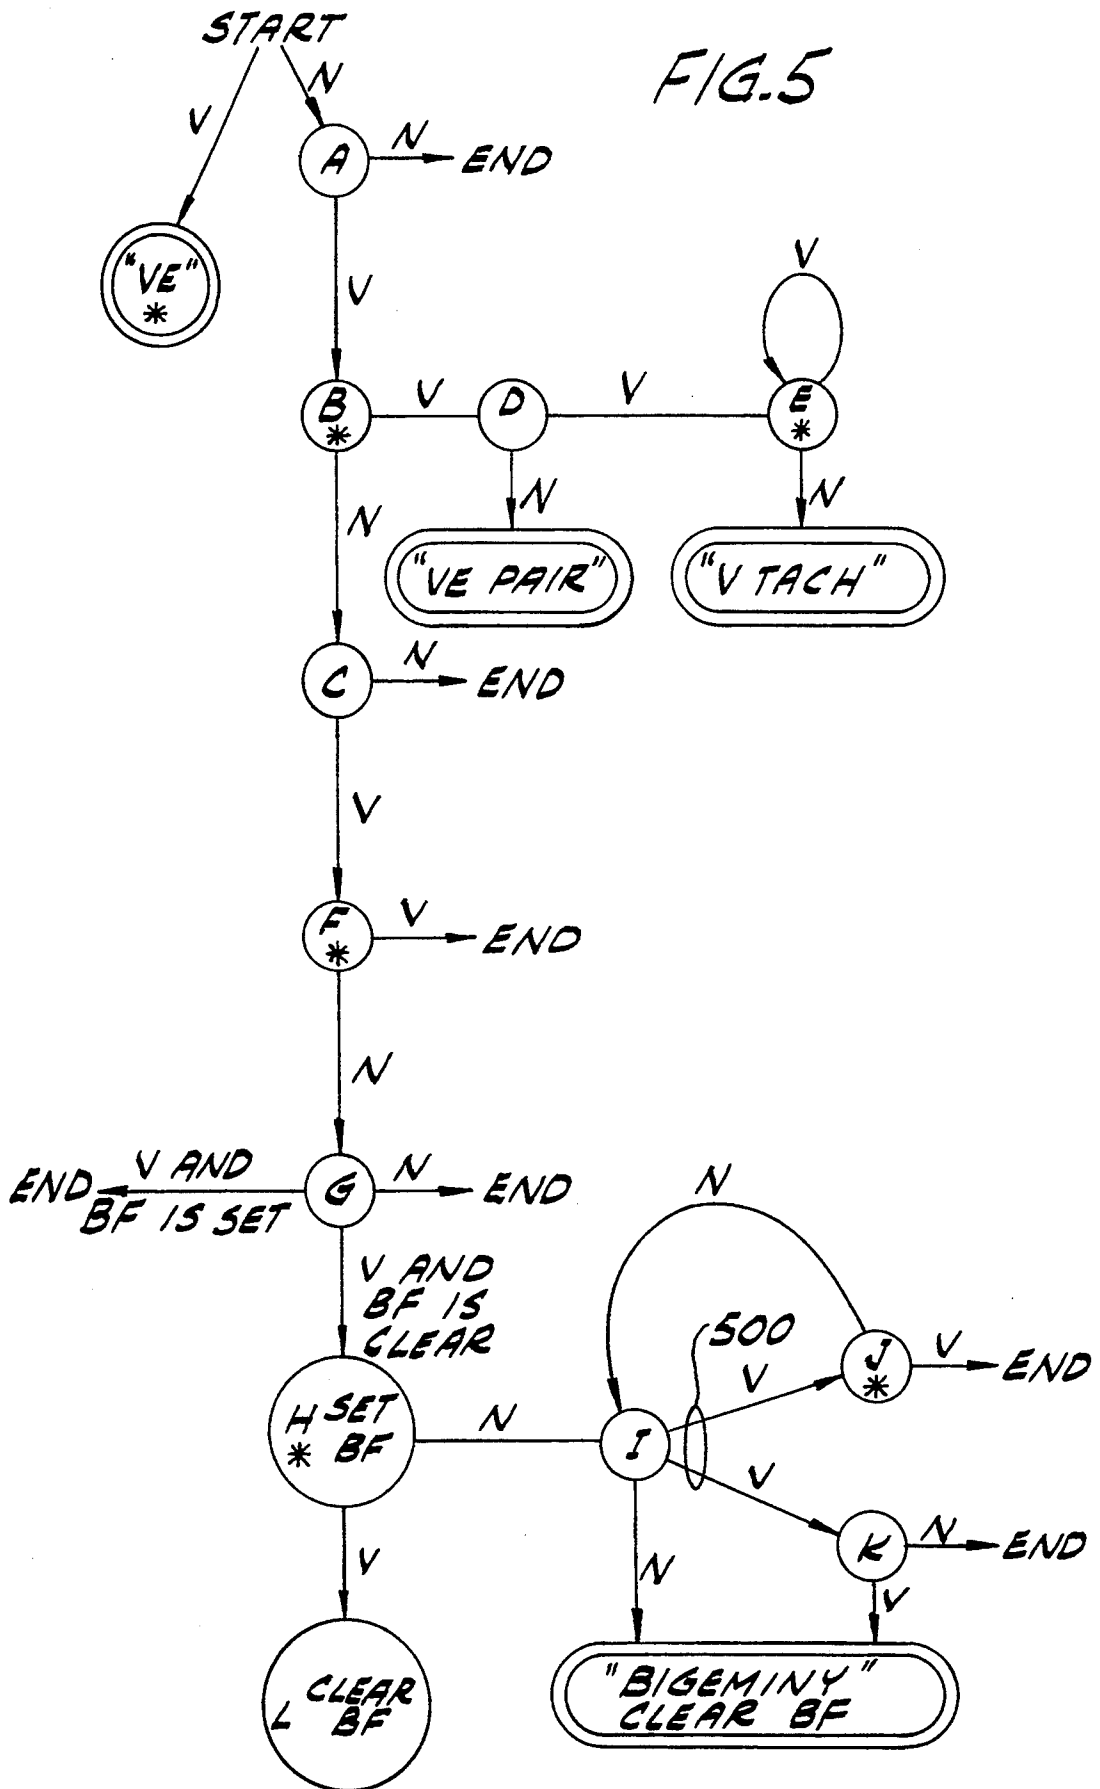 START
FIG.5
N
V
A
N
END
"VE"
*
V
V
B
*
V
D
V
E
*
N
N
N
"VE PAIR"
"V TACH"
C
N
END
V
F
*
V
END
N
END
V AND
BF IS SET
G
N
END
N
V AND
BF IS
CLEAR
500
V
J
*
V
END
H SET
* BF
N
I
V
K
N
END
V
N
V
L CLEAR
BF
"BIGEMINY"
CLEAR BF